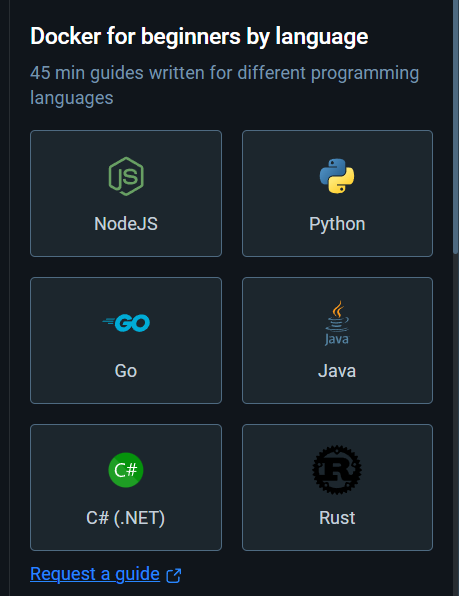 Docker for beginners by language
45 min guides written for different programming
languages
JS
NodeJS
Python
GO
Go
Java
Java
C#
C# (.NET)
R
Rust
Request a guide